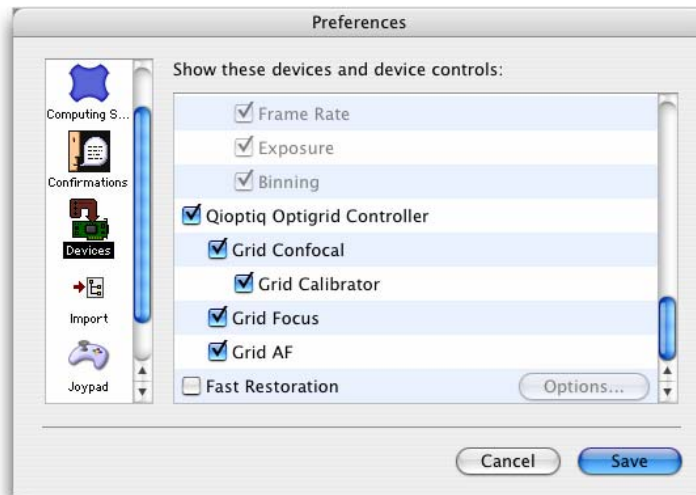 Preferences
Show these devices and device controls:
Computing S...
Confirmations
Devices
Import
Joypad
Frame Rate
Exposure
Binning
Qioptiq Optigrid Controller
Grid Confocal
Grid Calibrator
Grid Focus
Grid AF
Fast Restoration
Options...
Cancel
Save